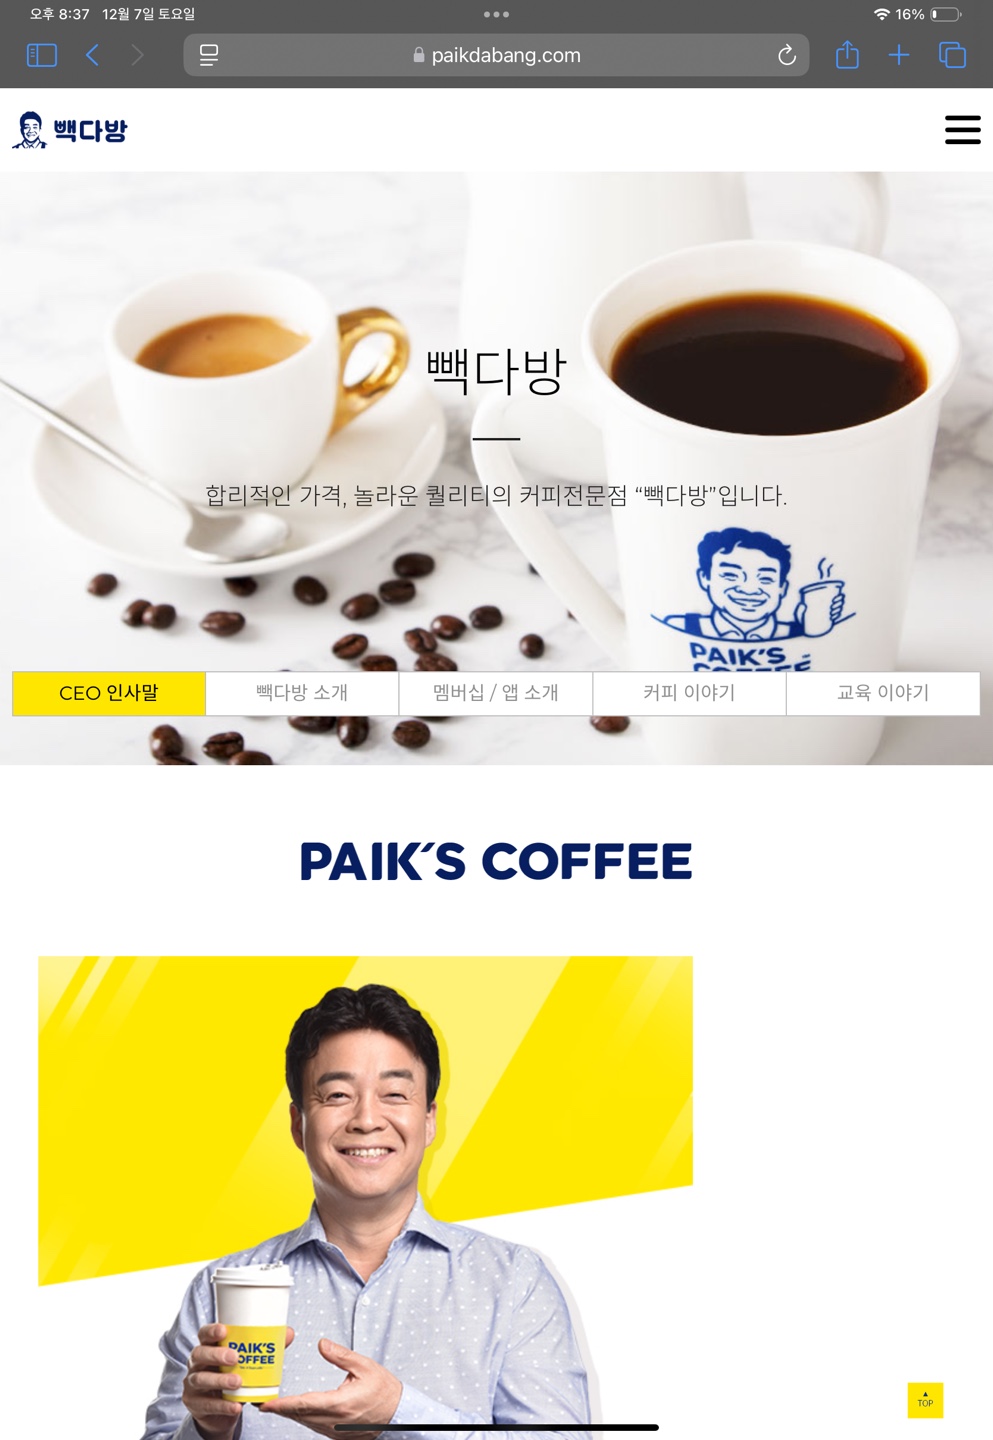 오후 8:37 12월 7일 토요일
16%
paikdabang.com
빽다방
빽다방
합리적인 가격, 놀라운 퀄리티의 커피전문점 “빽다방”입니다.
PAIK'S
COFFEE
CEO 인사말
빽다방 소개
멤버십 / 앱 소개
커피 이야기
교육 이야기
PAIK'S COFFEE
PAIK'S
COFFEE
TOP